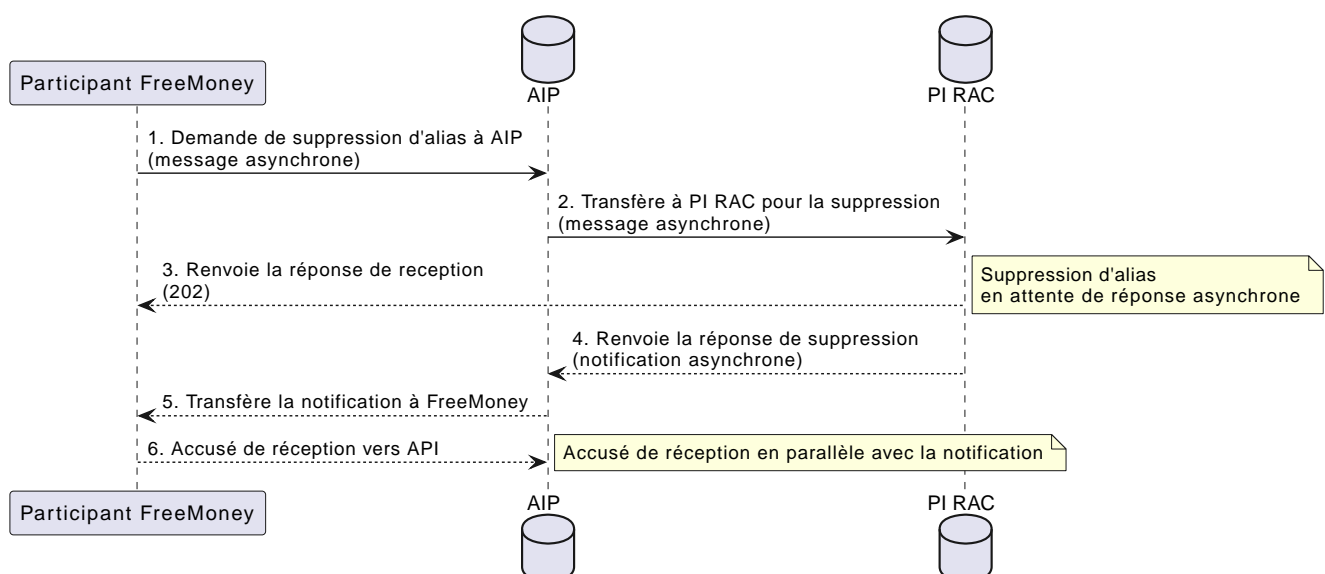 AIP
PI RAC
Participant FreeMoney
1. Demande de suppression d'alias à AIP
(message asynchrone)
2. Transfère à PI RAC pour la suppression
(message asynchrone)
3. Renvoie la réponse de reception
(202)
Suppression d'alias
en attente de réponse asynchrone
4. Renvoie la réponse de suppression
(notification asynchrone)
5. Transfère la notification à FreeMoney
6. Accusé de réception vers API
Accusé de réception en parallèle avec la notification
Participant FreeMoney
AIP
PI RAC